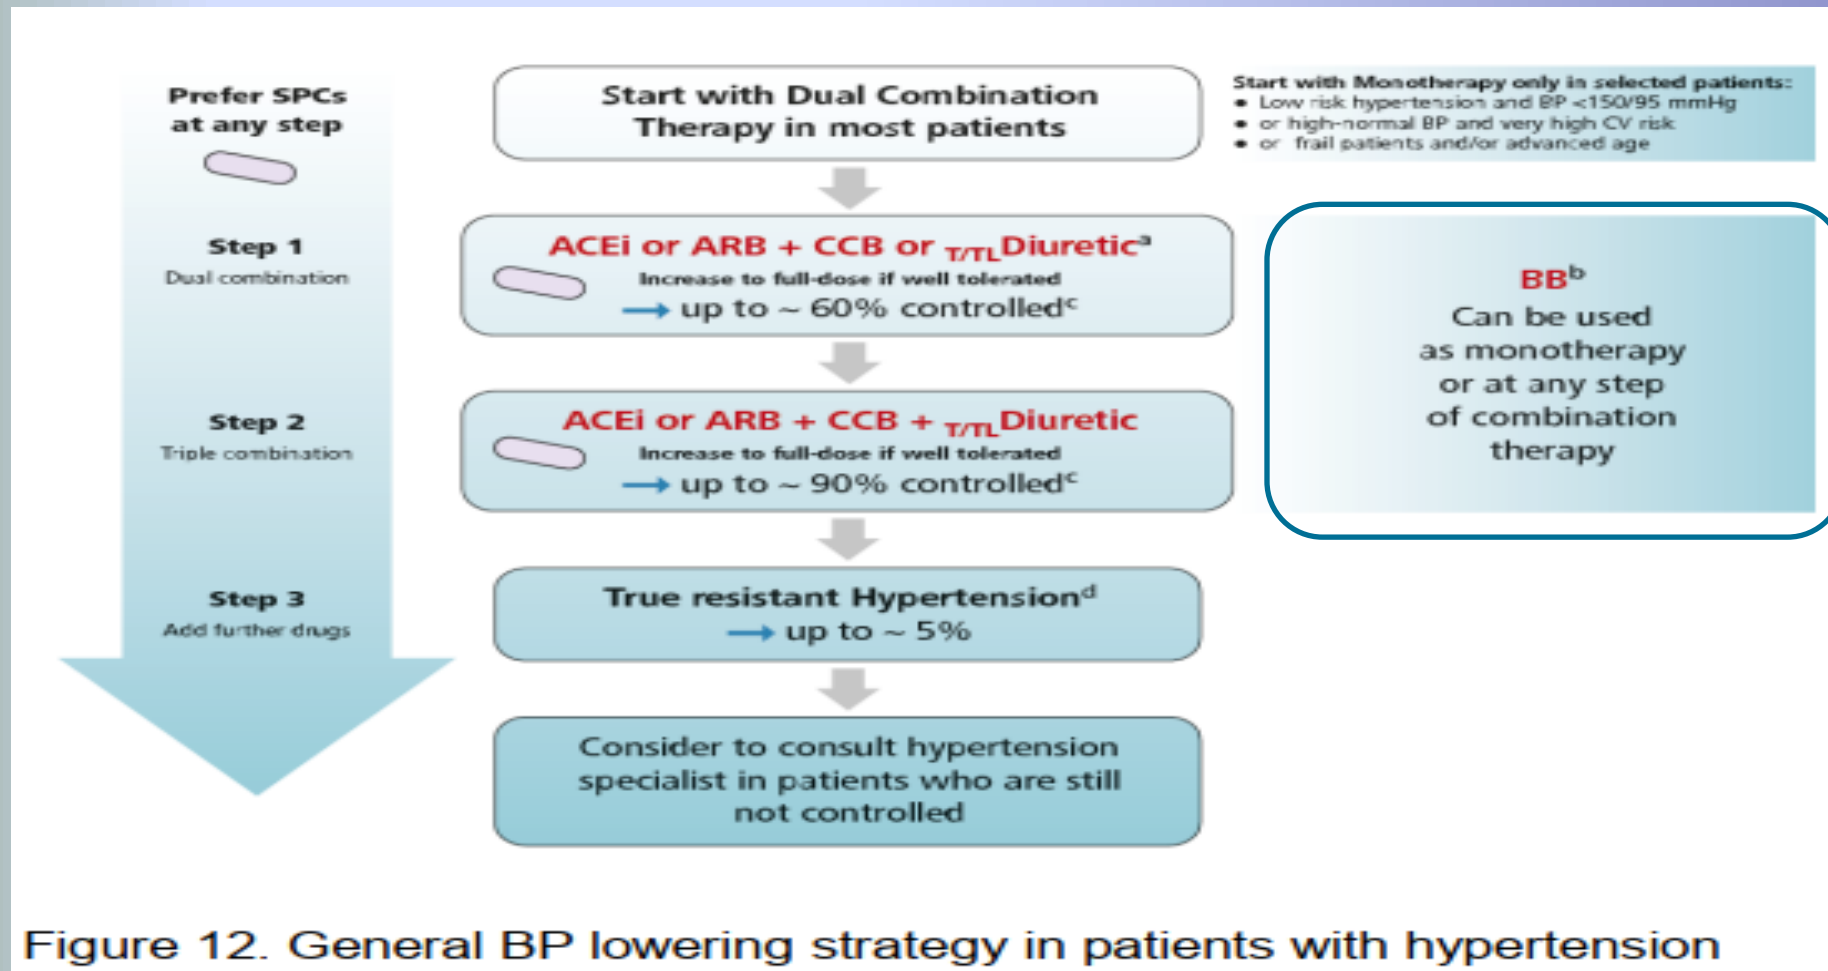 Prefer SPCs
at any step
Start with Dual Combination
Therapy in most patients
Start with Monotherapy only in selected patients:
• Low risk hypertension and BP <150/95 mmHg
• or high-normal BP and very high CV risk
• or frail patients and/or advanced age
Step 1
Dual combination
ACEi or ARB + CCB or T/TLDiureticᵃ
Increase to full-dose if well tolerated
→ up to ~ 60% controlledᶜ
BBᵇ
Can be used
as monotherapy
or at any step
of combination
therapy
Step 2
Triple combination
ACEi or ARB + CCB + T/TLDiuretic
Increase to full-dose if well tolerated
→ up to ~ 90% controlledᶜ
Step 3
Add further drugs
True resistant Hypertensionᵈ
→ up to ~ 5%
Consider to consult hypertension
specialist in patients who are still
not controlled
Figure 12. General BP lowering strategy in patients with hypertension